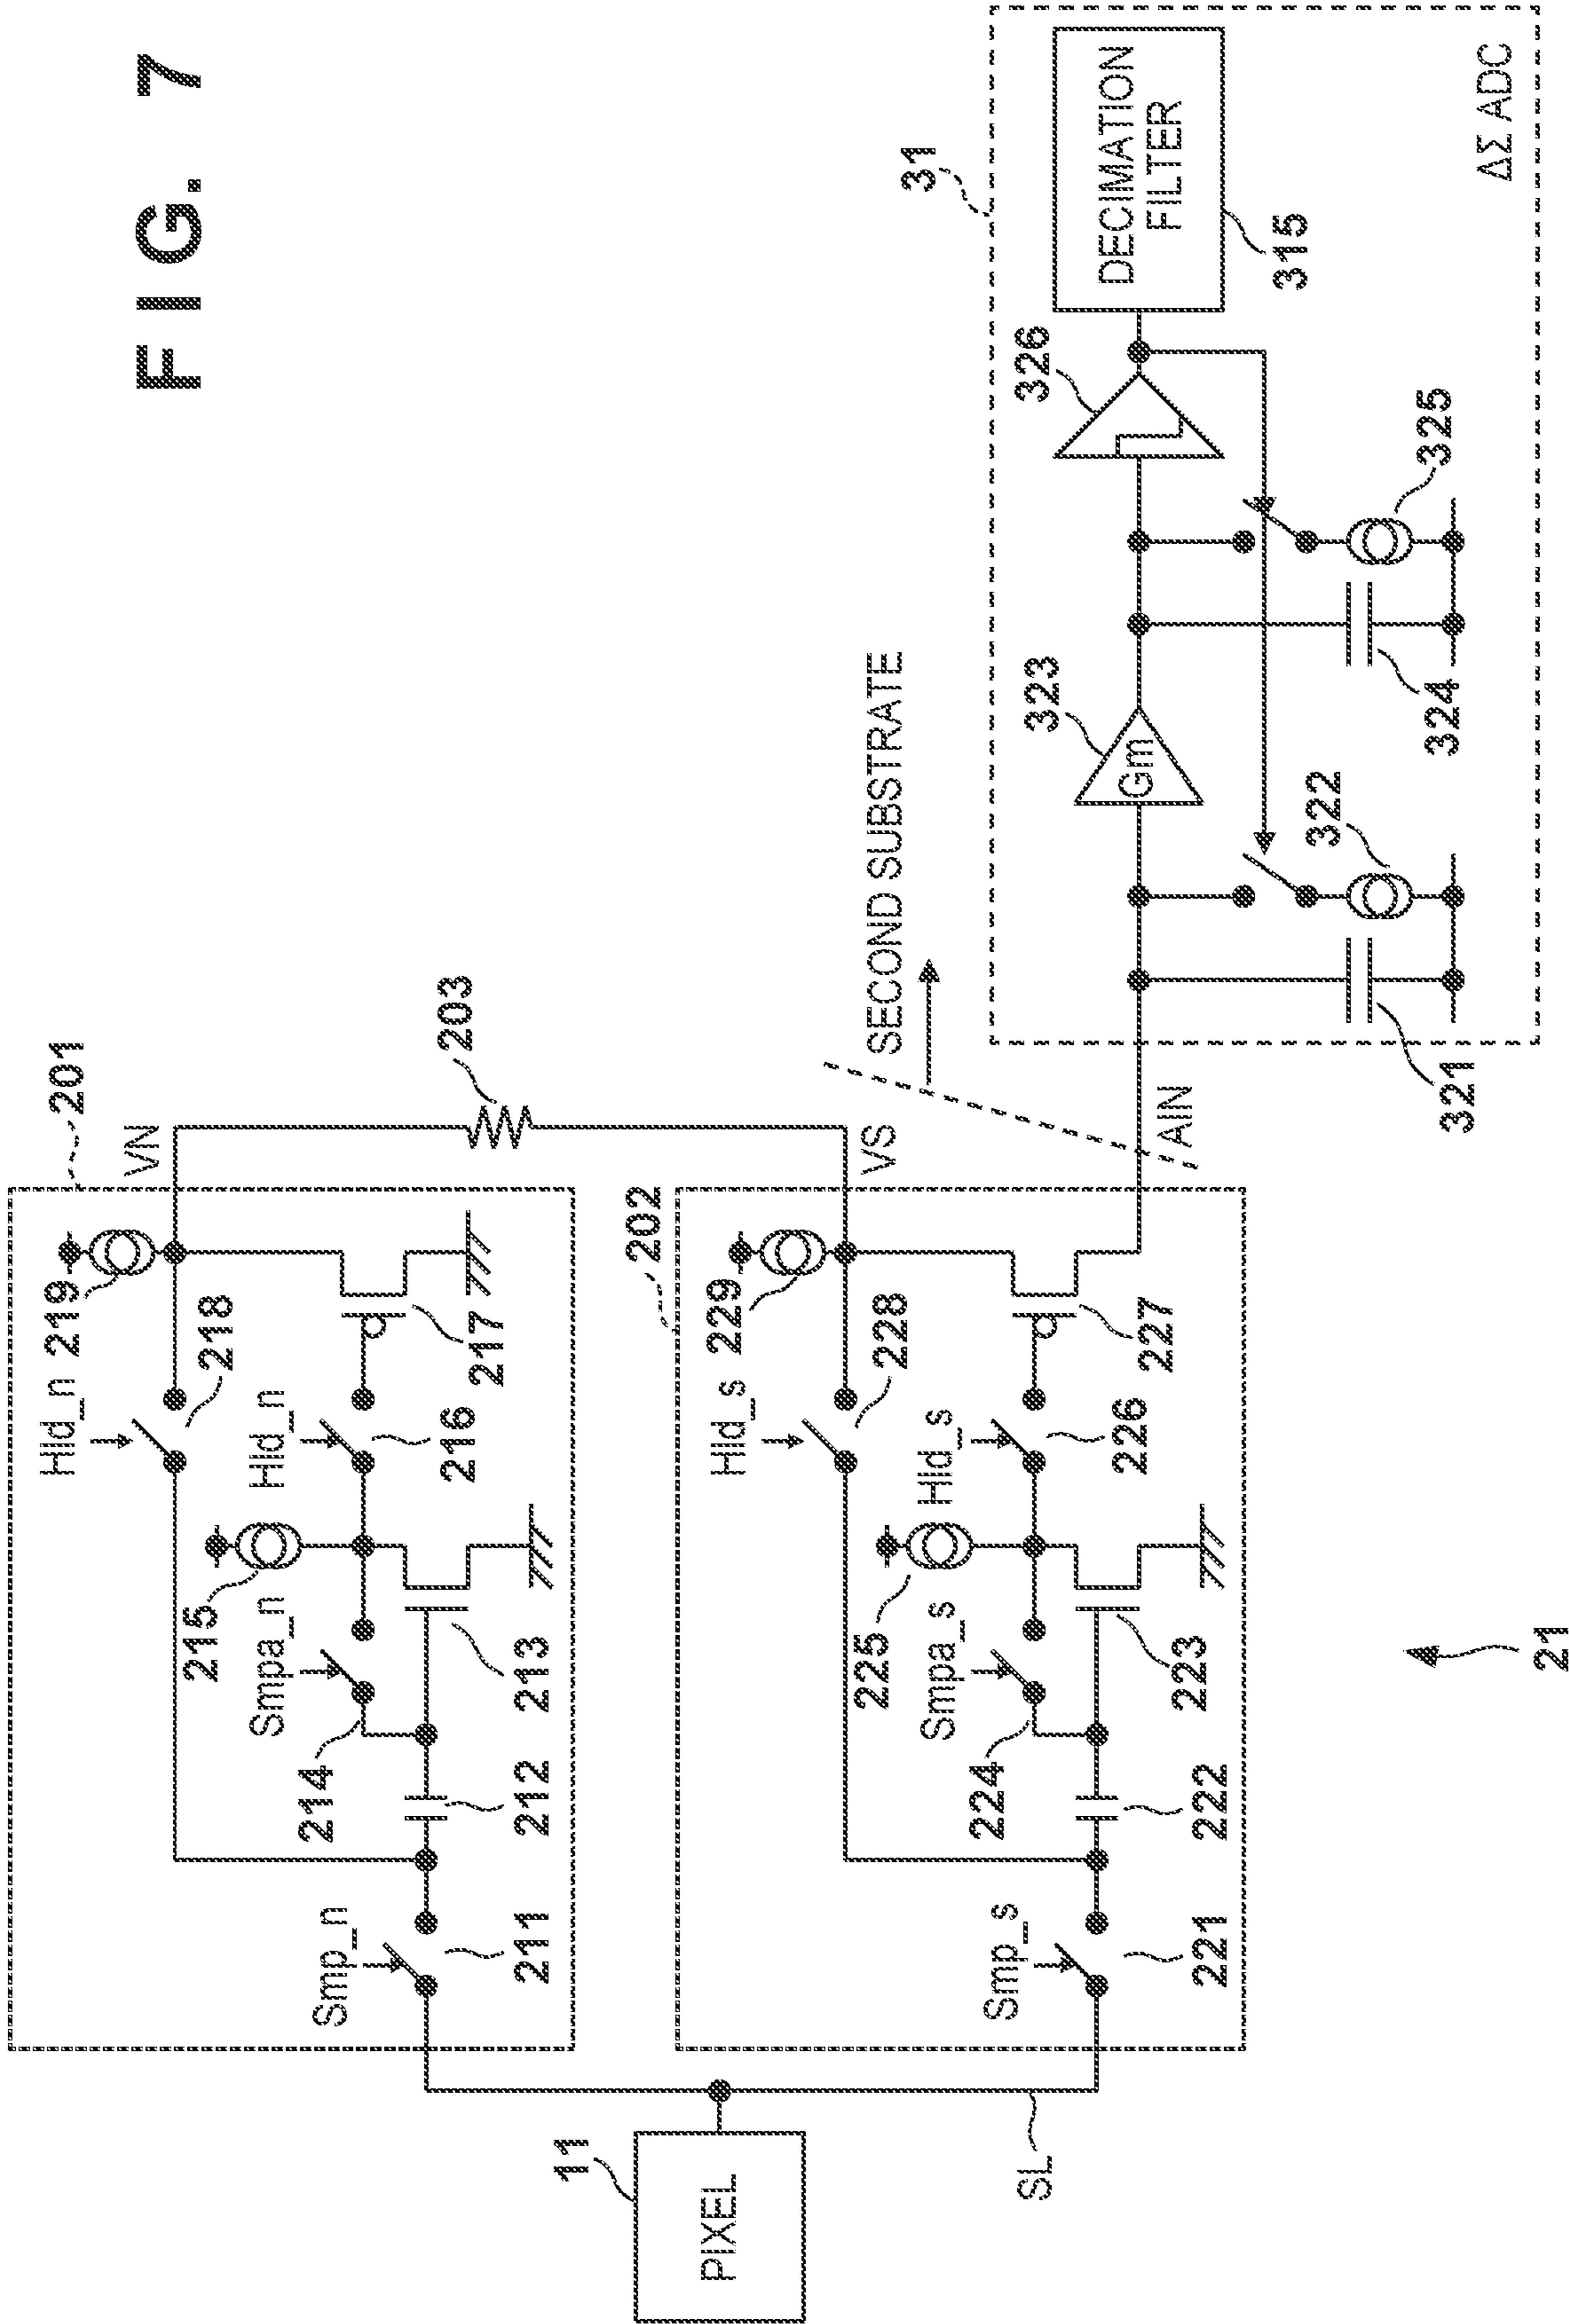 FIG. 7
201
VN
219
Hld_n
218
Hld_n
216
217
215
Smpa_n
214
213
212
Smp_n
211
203
202
VS
229
Hld_s
228
Hld_s
226
227
225
Smpa_s
224
223
222
Smp_s
221
11
PIXEL
SL
AIN
SECOND SUBSTRATE
31
DECIMATION
FILTER
315
326
325
323
Gm
324
322
321
ΔΣ ADC
21